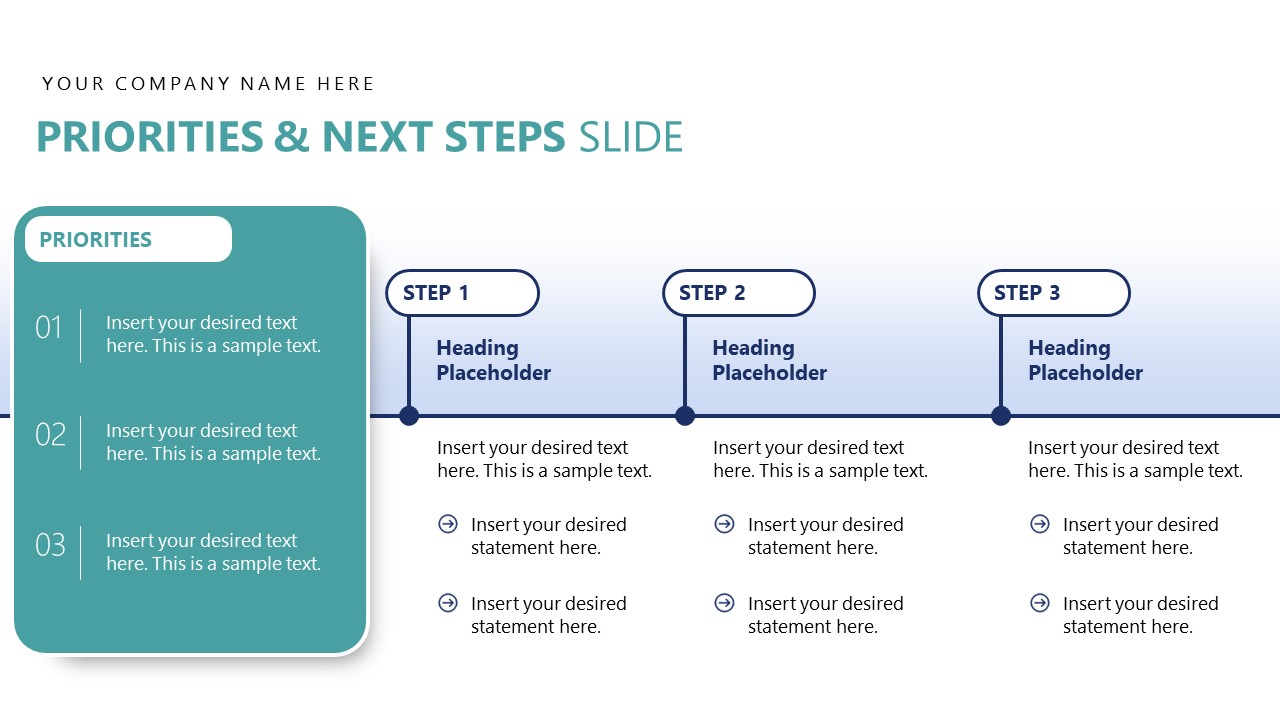 YOUR COMPANY NAME HERE
PRIORITIES & NEXT STEPS SLIDE
PRIORITIES
01
Insert your desired text
here. This is a sample text.
02
Insert your desired text
here. This is a sample text.
03
Insert your desired text
here. This is a sample text.
STEP 1
Heading
Placeholder
Insert your desired text
here. This is a sample text.
Insert your desired
statement here.
Insert your desired
statement here.
STEP 2
Heading
Placeholder
Insert your desired text
here. This is a sample text.
Insert your desired
statement here.
Insert your desired
statement here.
STEP 3
Heading
Placeholder
Insert your desired text
here. This is a sample text.
Insert your desired
statement here.
Insert your desired
statement here.